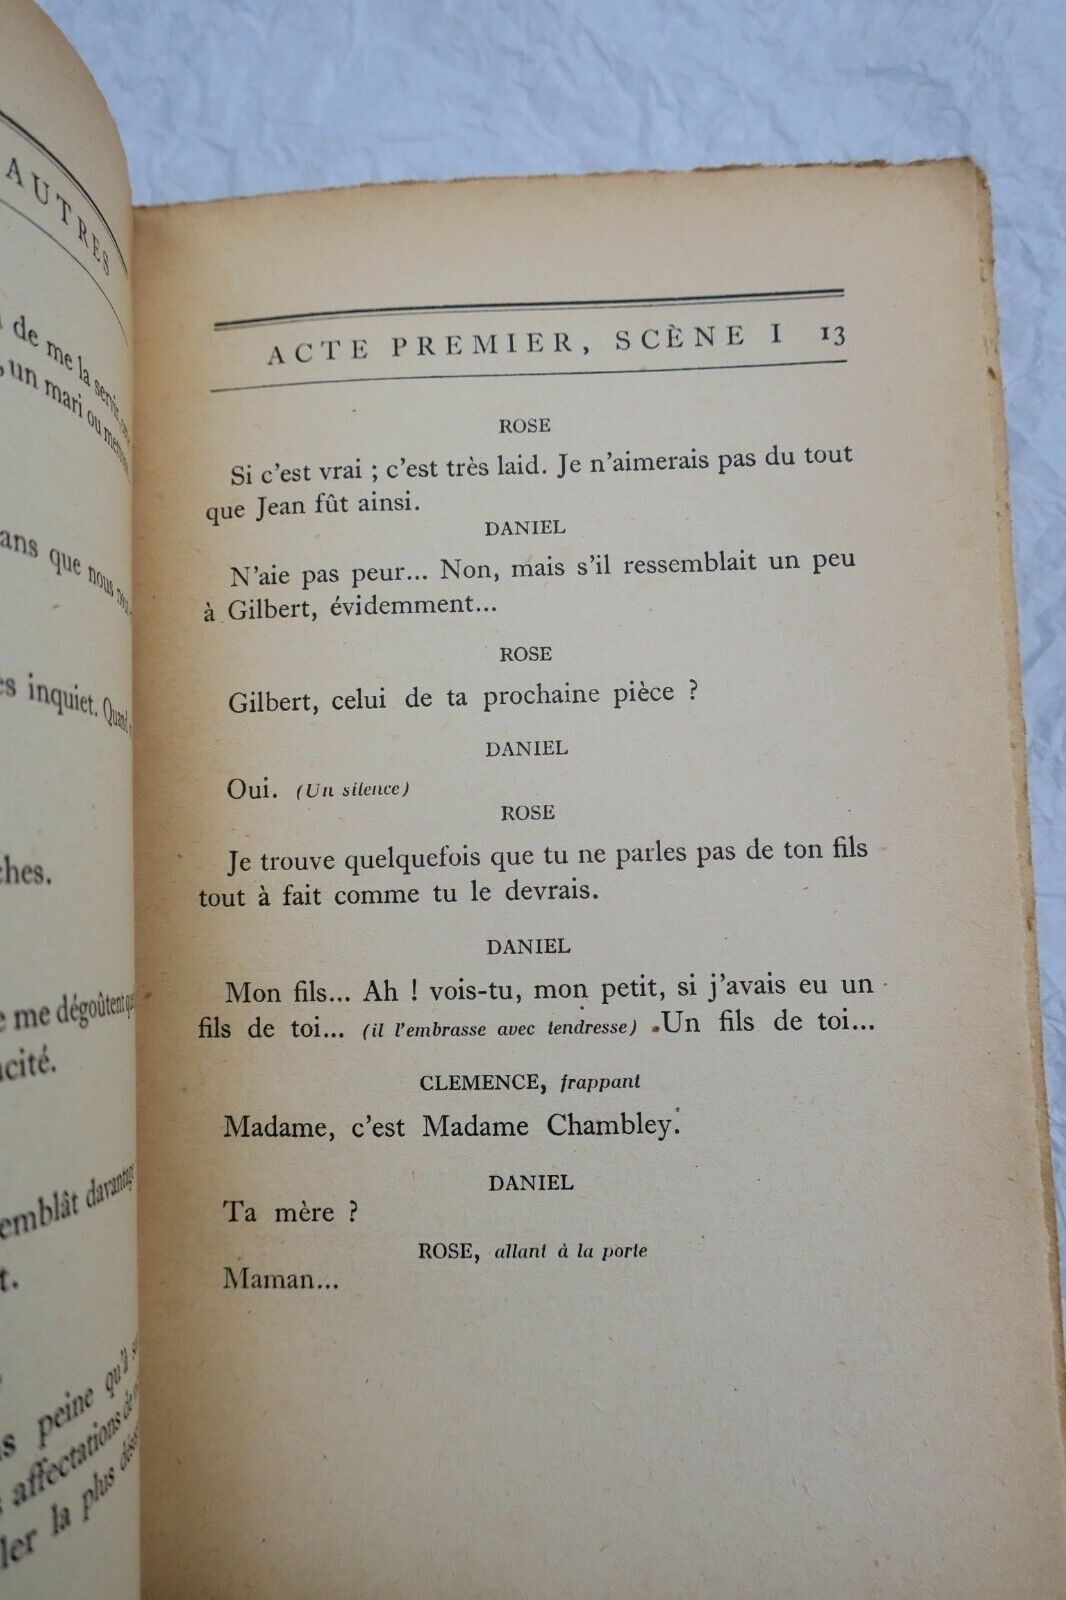 AUTRES
de me la servir
, un mari ou
ans que nous
s inquiet. Quand
ches.
e me dégoûtent que
acité.
emblât davantage
t.
s peine qu'il
affectations de
ler la plus
ACTE PREMIER, SCÈNE I 13
ROSE
Si c'est vrai ; c'est très laid. Je n'aimerais pas du tout
que Jean fût ainsi.
DANIEL
N'aie pas peur... Non, mais s'il ressemblait un peu
à Gilbert, évidemment...
ROSE
Gilbert, celui de ta prochaine pièce ?
DANIEL
Oui. (Un silence)
ROSE
Je trouve quelquefois que tu ne parles pas de ton fils
tout à fait comme tu le devrais.
DANIEL
Mon fils... Ah ! vois-tu, mon petit, si j'avais eu un
fils de toi... (il l'embrasse avec tendresse) Un fils de toi...
CLEMENCE, frappant
Madame, c'est Madame Chambley.
DANIEL
Ta mère ?
ROSE, allant à la porte
Maman...